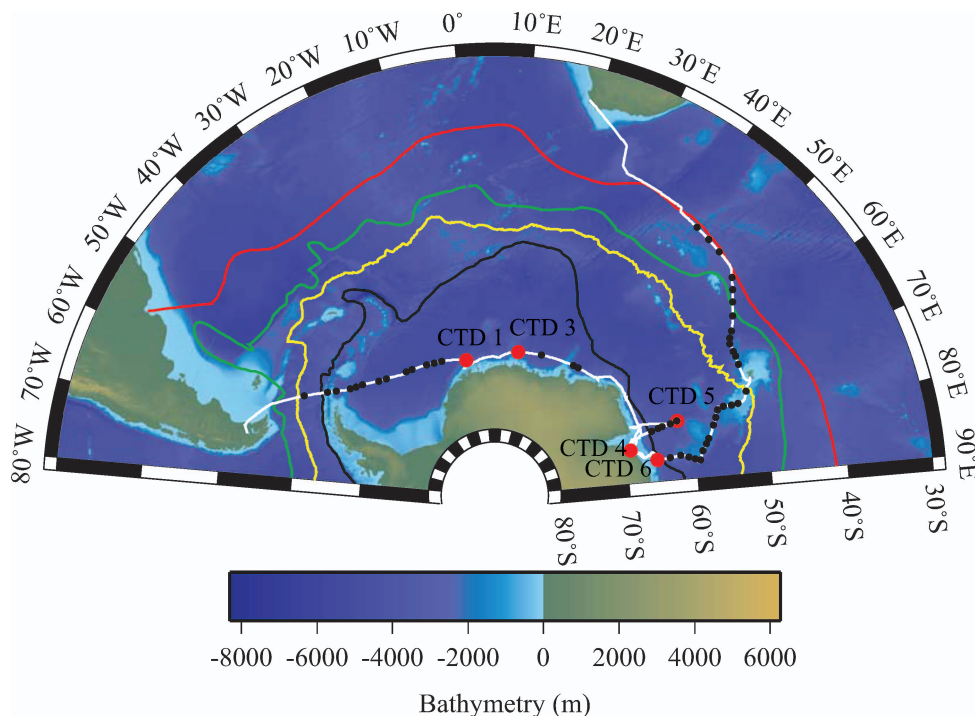 80°W
70°W
60°W
50°W
40°W
30°W
20°W
10°W
0°
10°E
20°E
30°E
40°E
50°E
60°E
70°E
80°E
90°E
CTD 1
CTD 3
CTD 5
CTD 4
CTD 6
80°S
70°S
60°S
50°S
40°S
30°S
-8000 -6000 -4000 -2000 0 2000 4000 6000
Bathymetry (m)